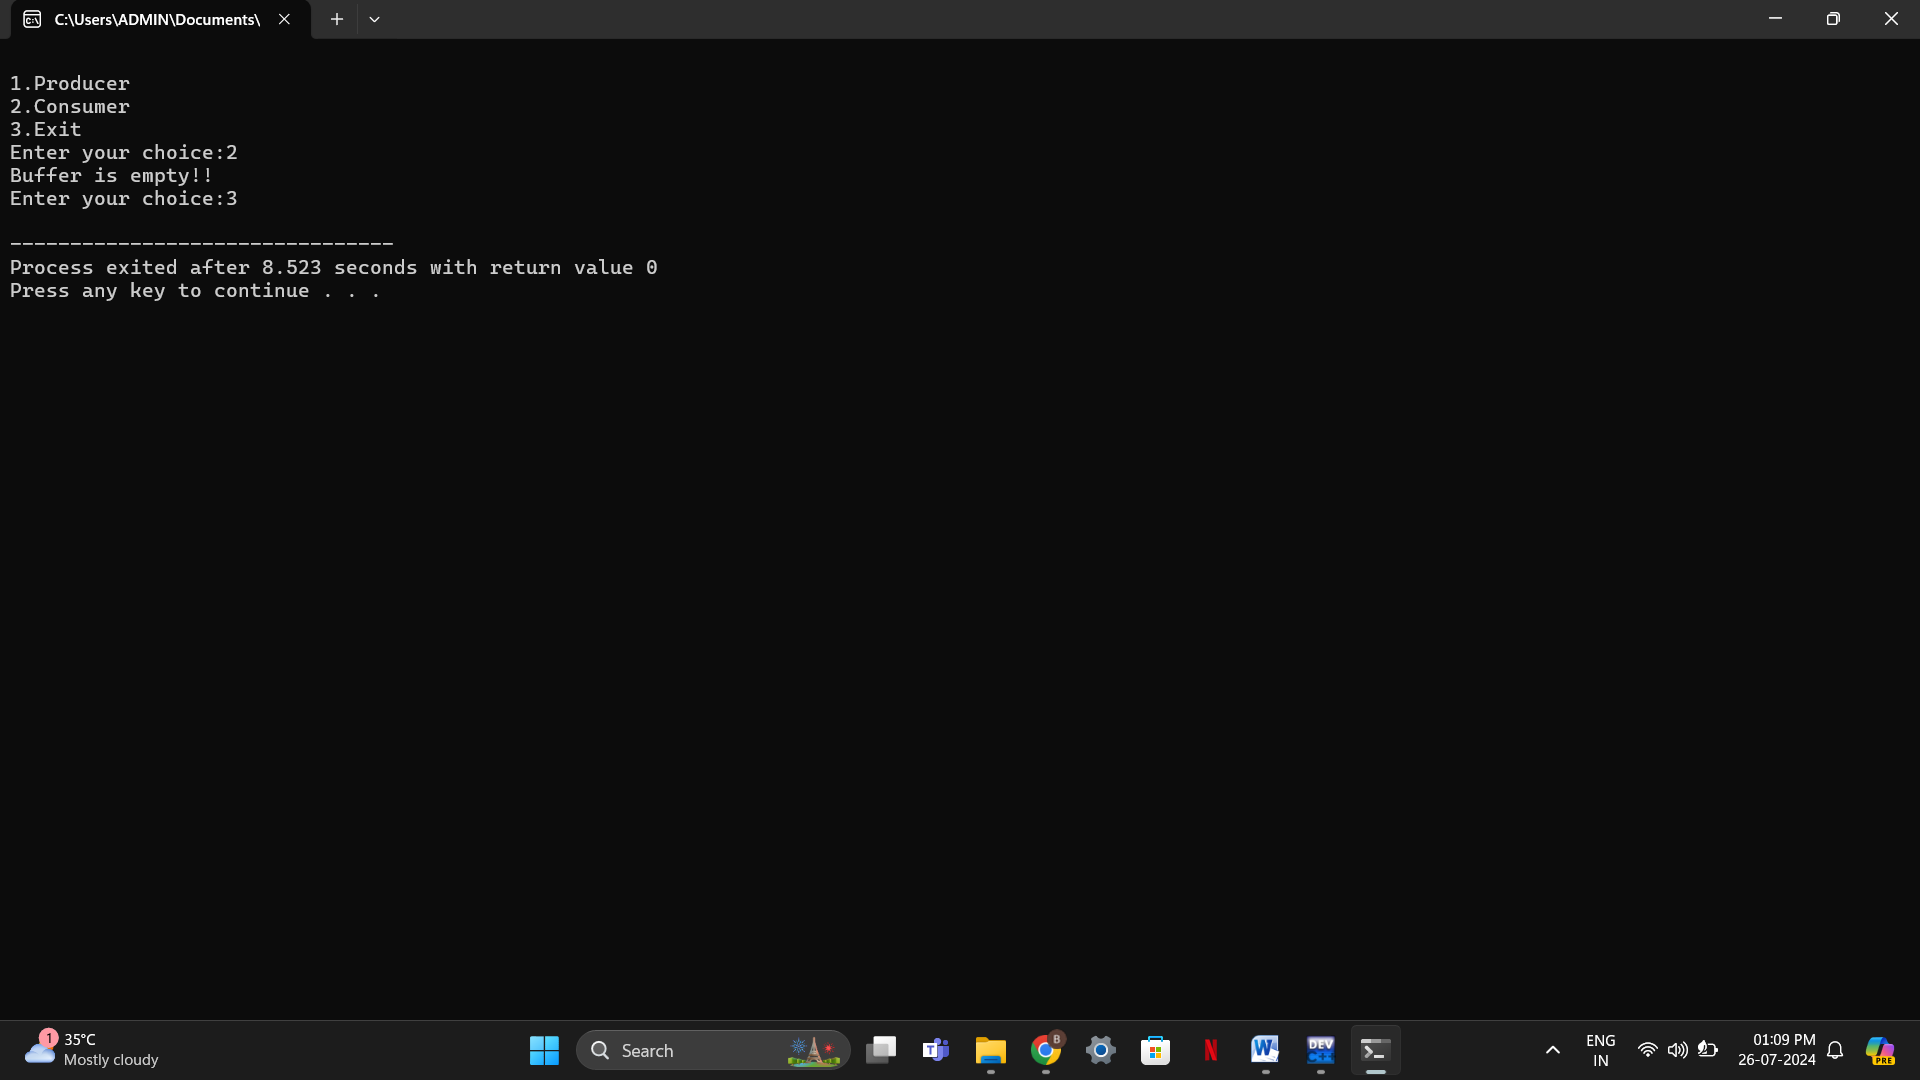 C:\Users\ADMIN\Documents\
1.Producer
2.Consumer
3.Exit
Enter your choice:2
Buffer is empty!!
Enter your choice:3
--------------------------------
Process exited after 8.523 seconds with return value 0
Press any key to continue . . .
1
35°C
Mostly cloudy
Search
T
B
N
W
DEV
C++
ENG
IN
01:09 PM
26-07-2024
PRE